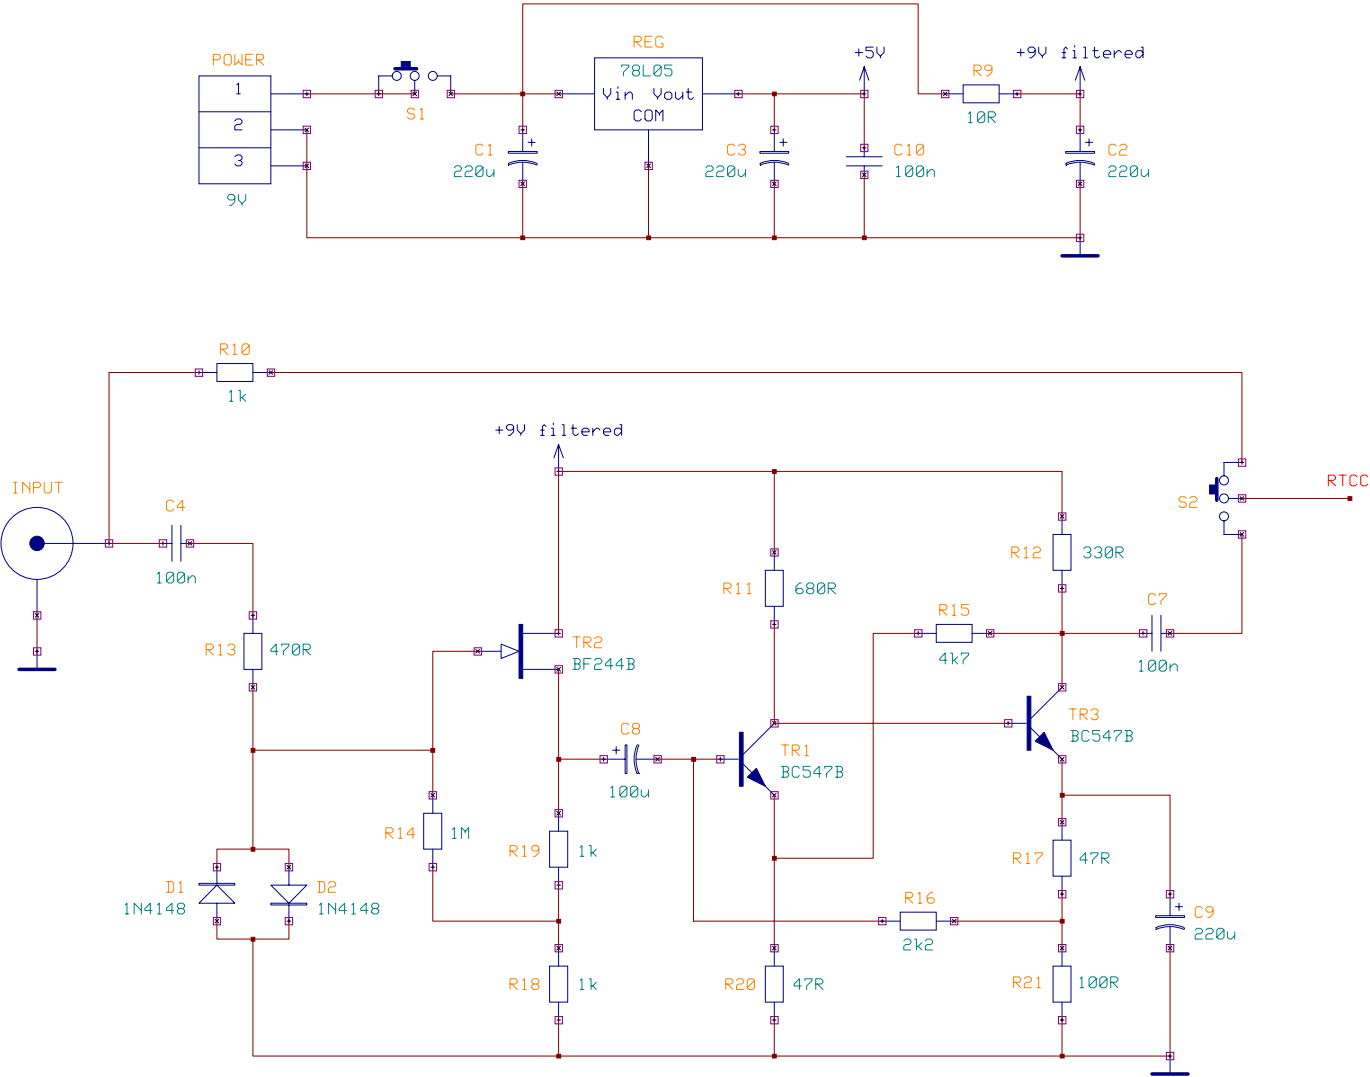 POWER
1
2
3
9V
S1
REG
78L05
Vin Vout
COM
+5V
+9V filtered
R9
10R
C1
220u
C3
220u
C10
100n
C2
220u
R10
1k
+9V filtered
INPUT
C4
100n
RTCC
S2
R12
330R
R11
680R
R15
4k7
C7
100n
R13
470R
TR2
BF244B
TR3
BC547B
C8
100u
TR1
BC547B
R14
1M
R19
1k
R17
47R
D1
1N4148
D2
1N4148
R16
2k2
C9
220u
R18
1k
R20
47R
R21
100R